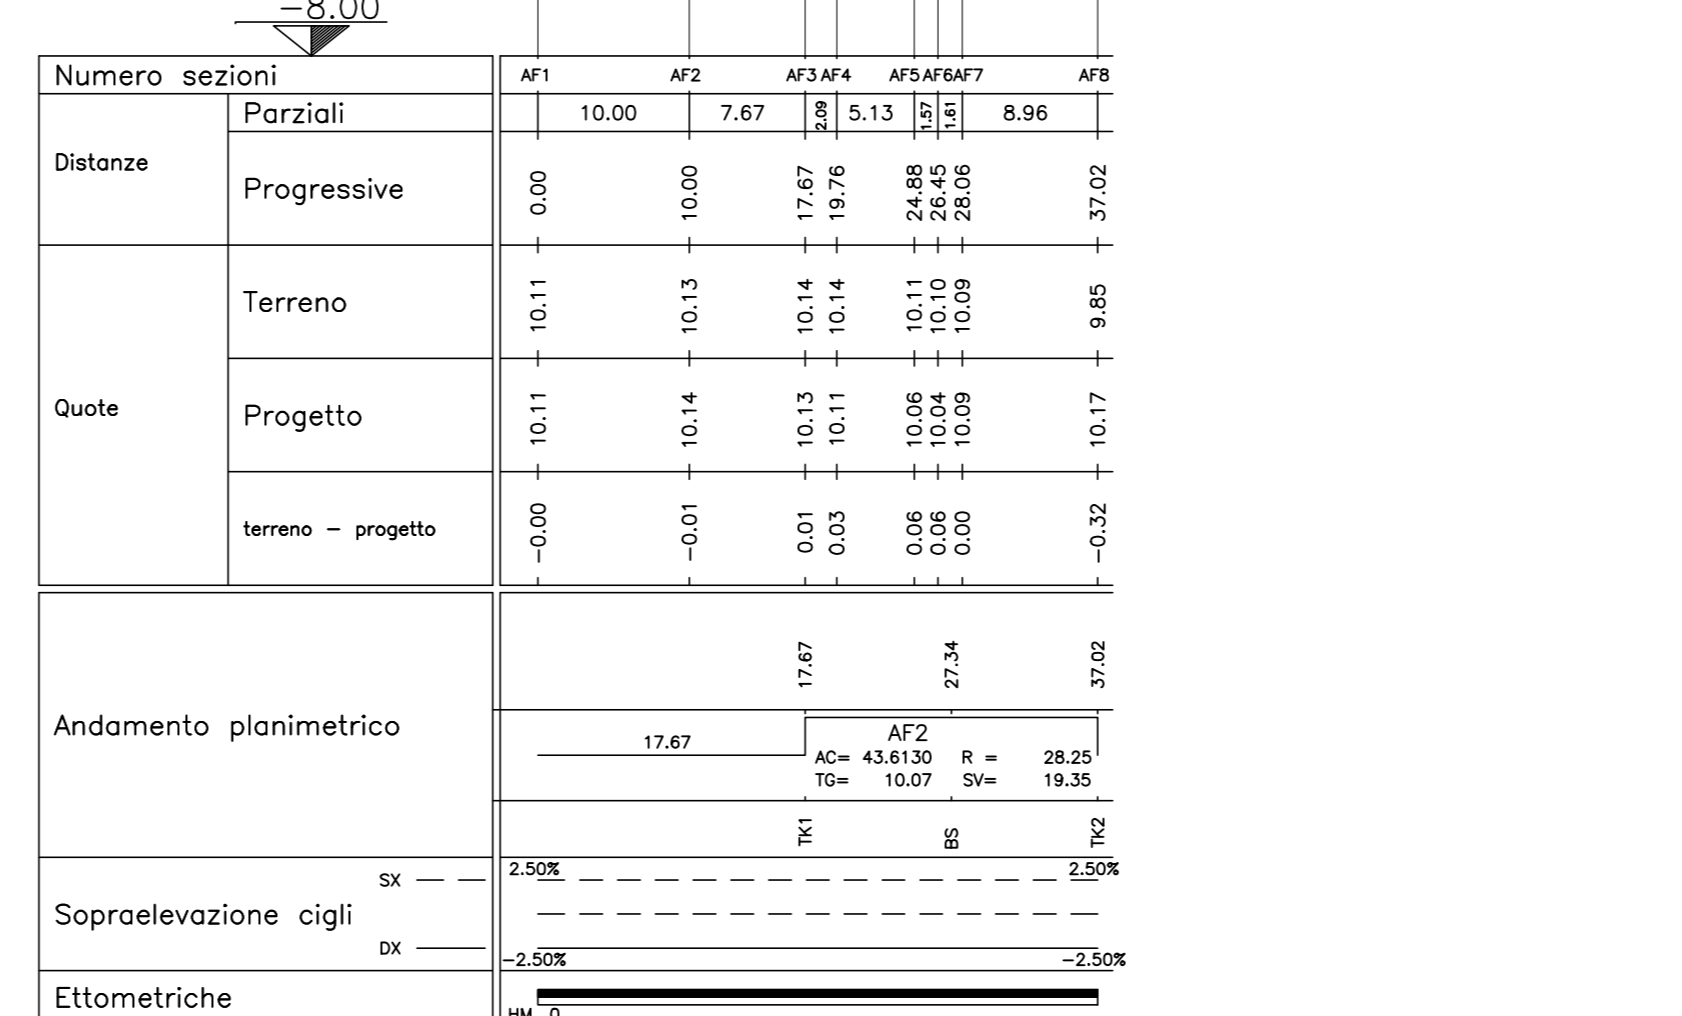 −8.00
Numero sezioni AF1 AF2 AF3 AF4 AF5 AF6 AF7 AF8
Parziali 10.00 7.67 2.09 5.13 1.57 1.61 8.96
Distanze
Progressive 0.00 10.00 17.67 19.76 24.88 26.45 28.06 37.02
Terreno 10.11 10.13 10.14 10.14 10.11 10.10 10.09 9.85
Quote
Progetto 10.11 10.14 10.13 10.11 10.06 10.04 10.09 10.17
terreno − progetto −0.00 −0.01 0.01 0.03 0.06 0.06 0.00 −0.32
17.67 27.34 37.02
Andamento planimetrico
17.67
AF2
AC= 43.6130 R = 28.25
TG= 10.07 SV= 19.35
TK1 BS TK2
2.50% 2.50%
SX
Sopraelevazione cigli
DX
−2.50% −2.50%
Ettometriche
HM 0